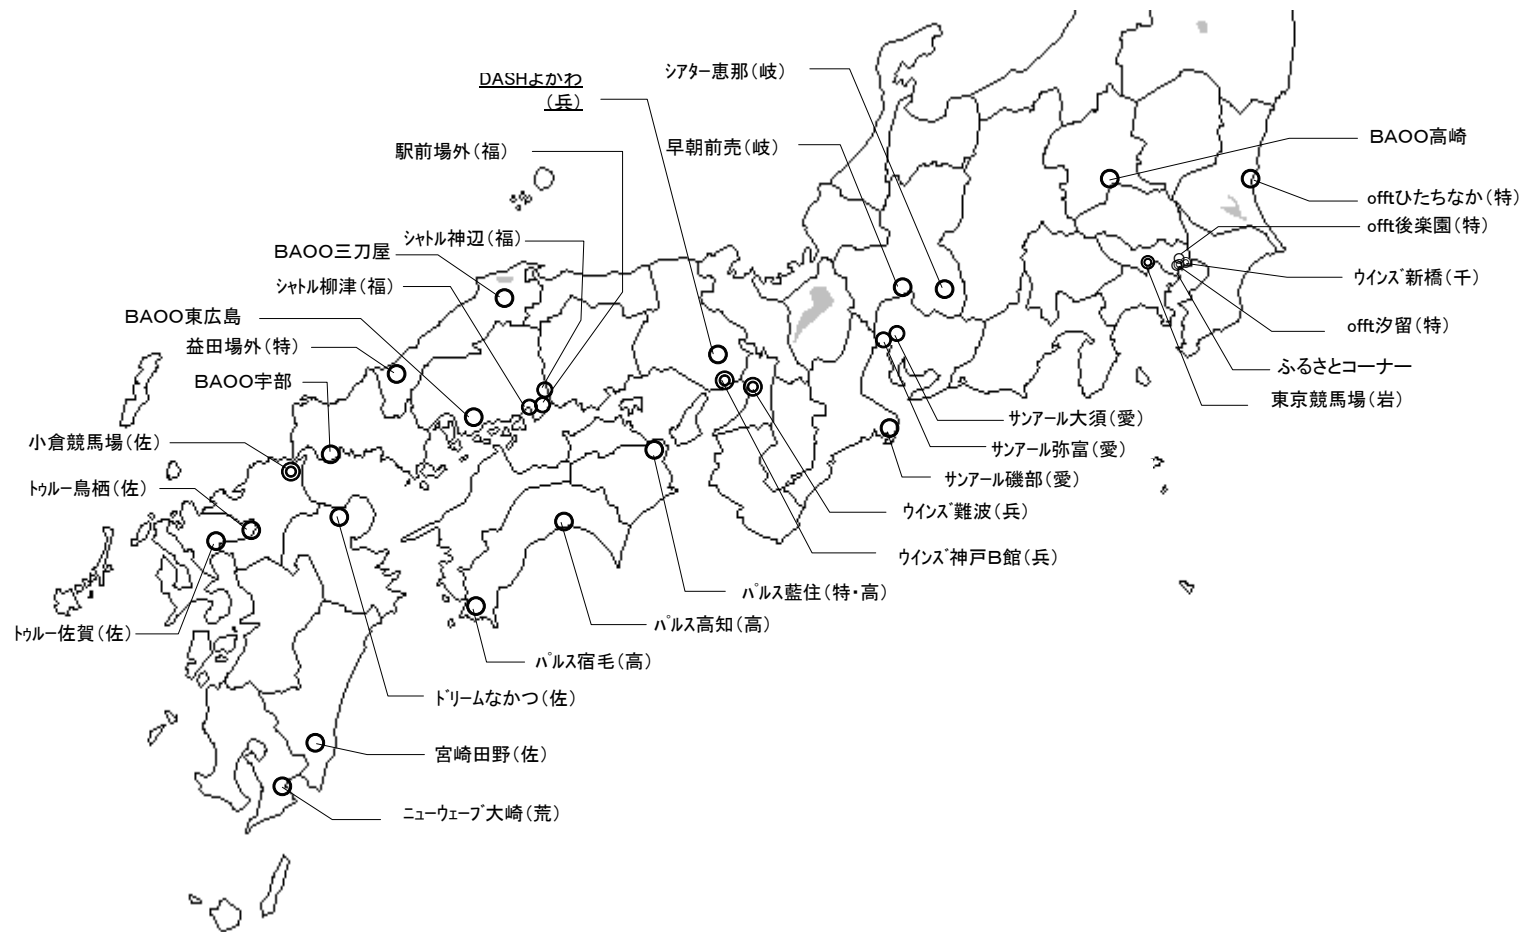 DASHよかわ
（兵）
シアター恵那（岐）
早朝前売（岐）
駅前場外（福）
BAOO高崎
offtひたちなか（特）
offt後楽園（特）
シャトル神辺（福）
BAOO三刀屋
シャトル柳津（福）
ウインズ新橋（千）
BAOO東広島
offt汐留（特）
益田場外（特）
ふるさとコーナー
BAOO宇部
東京競馬場（岩）
サンアール大須（愛）
小倉競馬場（佐）
サンアール弥富（愛）
サンアール磯部（愛）
トゥルー鳥栖（佐）
ウインズ難波（兵）
ウインズ神戸B館（兵）
パルス藍住（特・高）
パルス高知（高）
トゥルー佐賀（佐）
パルス宿毛（高）
ドリームなかつ（佐）
宮崎田野（佐）
ニューウェーブ大崎（荒）